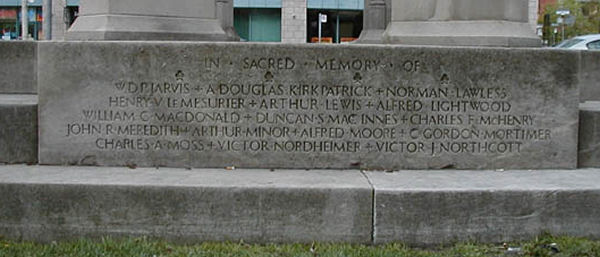 IN · SACRED · MEMORY · OF
W.D.P. JARVIS + A DOUGLAS KIRKPATRICK + NORMAN · LAWLESS
HENRY · V · LE MESURIER + ARTHUR · LEWIS + ALFRED · LIGHTWOOD
WILLIAM · C · MACDONALD + DUNCAN · S · MAC INNES + CHARLES · F · MCHENRY
JOHN · R · MEREDITH + ARTHUR · MINOR + ALFRED · MOORE + C · GORDON · MORTIMER
CHARLES · A · MOSS + VICTOR · NORDHEIMER + VICTOR · J · NORTHCOTT